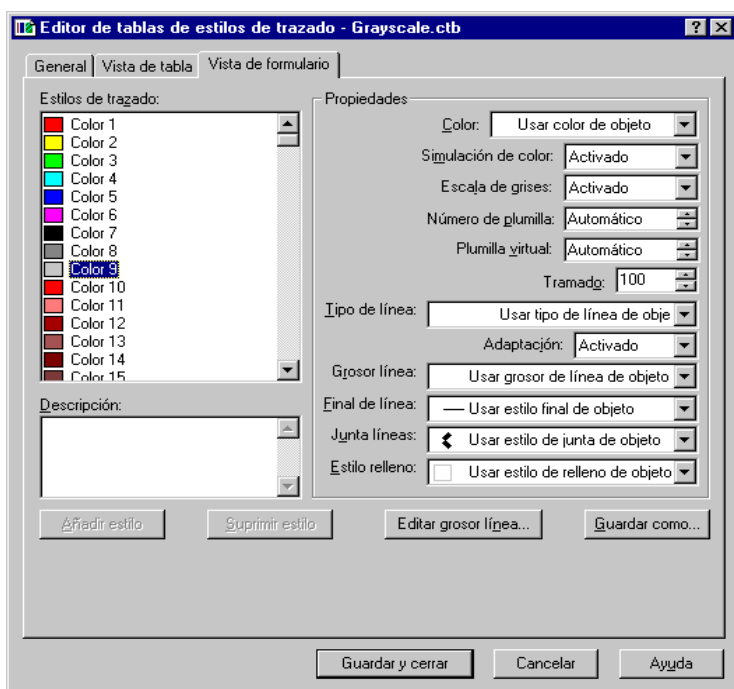 Editor de tablas de estilos de trazado - Grayscale.ctb
General
Vista de tabla
Vista de formulario
Estilos de trazado:
Color 1
Color 2
Color 3
Color 4
Color 5
Color 6
Color 7
Color 8
Color 9
Color 10
Color 11
Color 12
Color 13
Color 14
Color 15
Descripción:
Propiedades
Color: Usar color de objeto
Simulación de color: Activado
Escala de grises: Activado
Número de plumilla: Automático
Plumilla virtual: Automático
Tramado: 100
Tipo de línea: Usar tipo de línea de obje
Adaptación: Activado
Grosor línea: Usar grosor de línea de objeto
Final de línea: Usar estilo final de objeto
Junta líneas: Usar estilo de junta de objeto
Estilo relleno: Usar estilo de relleno de objeto
Añadir estilo
Suprimir estilo
Editar grosor línea...
Guardar como...
Guardar y cerrar
Cancelar
Ayuda